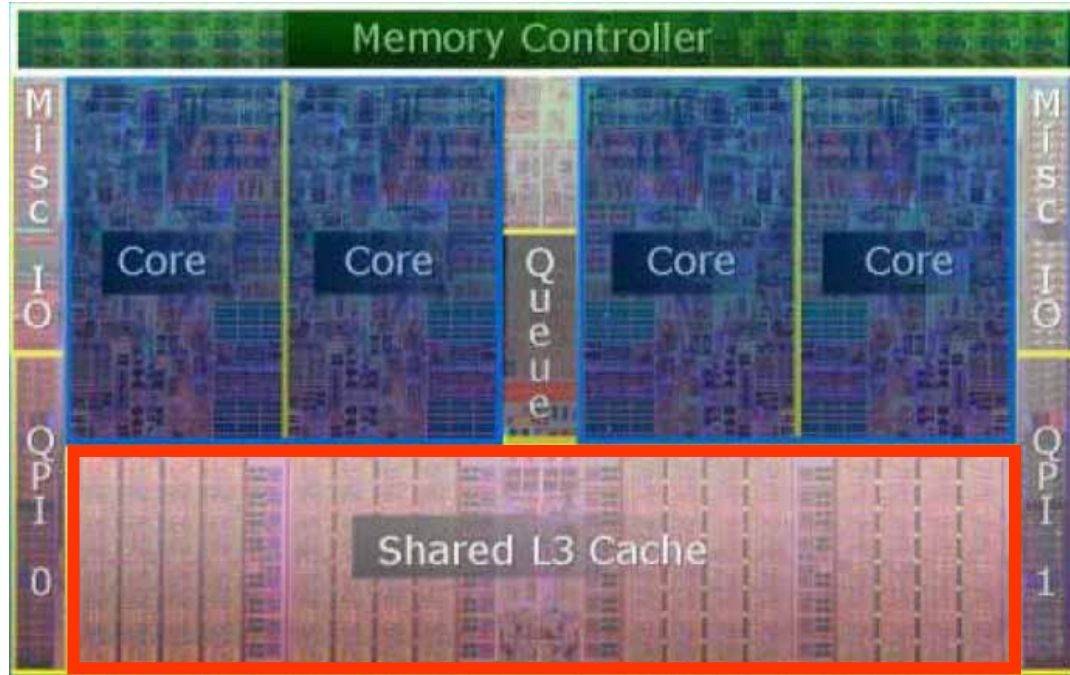 Memory Controller
Misc IO
Core
Core
Queue
Core
Core
Misc IO
QPI 0
Shared L3 Cache
QPI 1